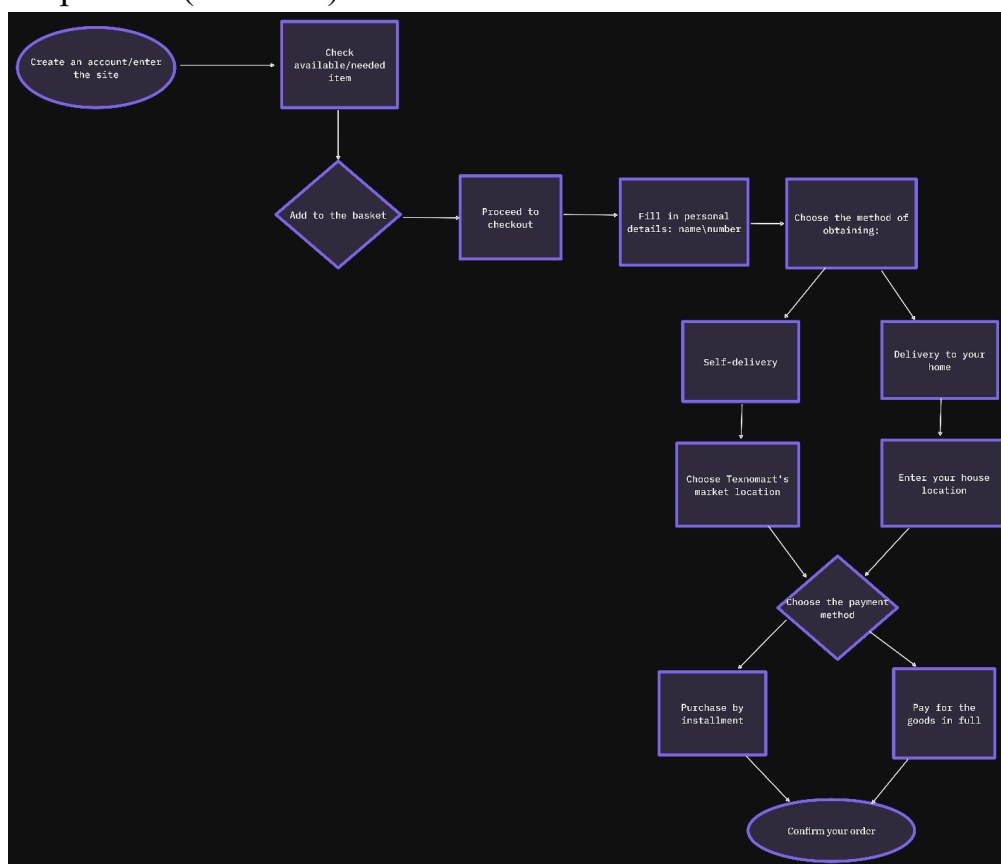 Create an account/enter
the site
Check
available/needed
item
Add to the basket
Proceed to
checkout
Fill in personal
details: name\number
Choose the method of
obtaining:
Self-delivery
Delivery to your
home
Choose Texnomart's
market location
Enter your house
location
Choose the payment
method
Purchase by
installment
Pay for the
goods in full
Confirm your order